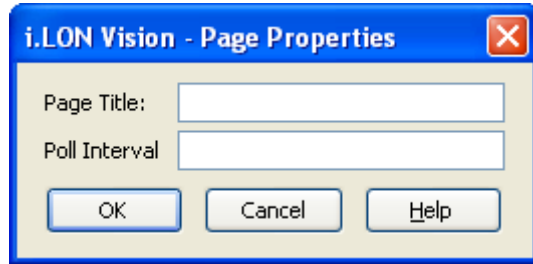 i.LON Vision - Page Properties
Page Title:
Poll Interval
OK Cancel Help